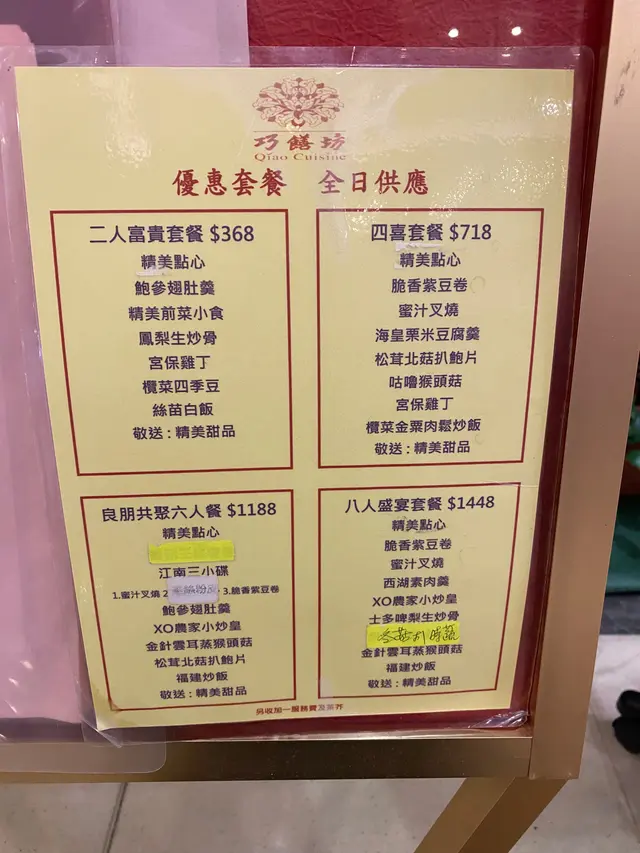 巧饍坊
Qiao Cuisine
優惠套餐 全日供應
二人富貴套餐 $368
精美點心
鮑參翅肚羹
精美前菜小食
鳳梨生炒骨
宮保雞丁
欖菜四季豆
絲苗白飯
敬送：精美甜品
四喜套餐 $718
精美點心
脆香紫豆卷
蜜汁叉燒
海皇栗米豆腐羹
松茸北菇扒鮑片
咕嚕猴頭菇
宮保雞丁
欖菜金粟肉鬆炒飯
敬送：精美甜品
良朋共聚六人餐 $1188
精美點心
江南三小碟
1.蜜汁叉燒 2 3.脆香紫豆卷
鮑參翅肚羹
XO農家小炒皇
金針雲耳蒸猴頭菇
松茸北菇扒鮑片
福建炒飯
敬送：精美甜品
八人盛宴套餐 $1448
精美點心
脆香紫豆卷
蜜汁叉燒
西湖素肉羹
XO農家小炒皇
士多啤梨生炒骨
金針雲耳蒸猴頭菇
福建炒飯
敬送：精美甜品
另收加一服務費及茶芥